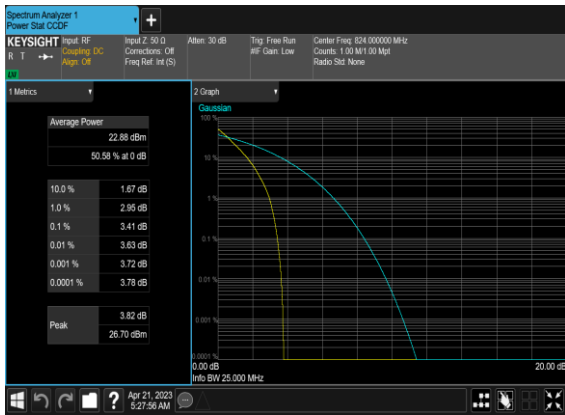 Spectrum Analyzer 1
Power Stat CCDF
KEYSIGHT
R T
Input: RF
Coupling: DC
Align: Off
Input Z: 50 Ω
Corrections: Off
Freq Ref: Int (S)
Atten: 30 dB
Trig: Free Run
#IF Gain: Low
Center Freq: 824.000000 MHz
Counts: 1.00 M/1.00 Mpt
Radio Std: None
1 Metrics
Average Power
22.88 dBm
50.58 % at 0 dB
10.0 % 1.67 dB
1.0 % 2.95 dB
0.1 % 3.41 dB
0.01 % 3.63 dB
0.001 % 3.72 dB
0.0001 % 3.78 dB
Peak 3.82 dB
26.70 dBm
2 Graph
Gaussian
100 %
10 %
1 %
0.1 %
0.01 %
0.001 %
0.0001 %
0.00 dB
20.00 dB
Info BW 25.000 MHz
Apr 21, 2023
5:27:56 AM